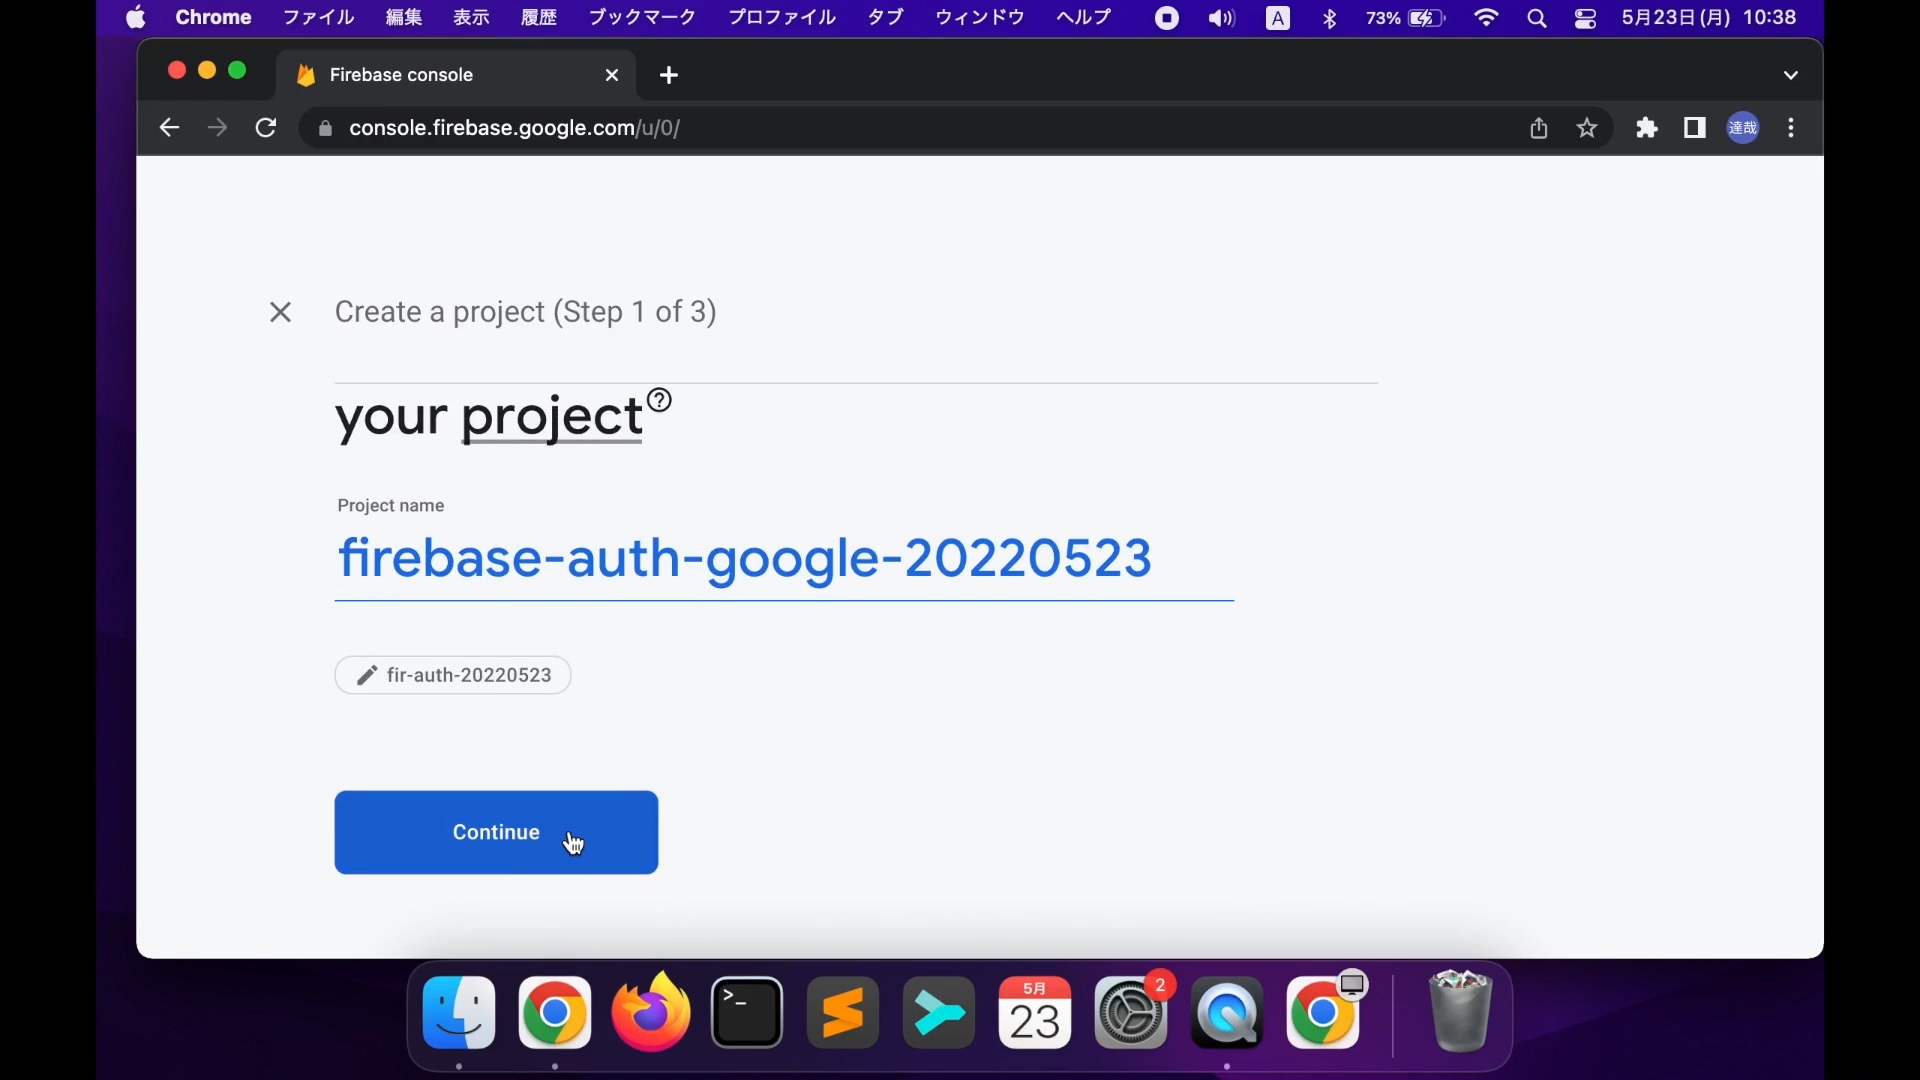 Chrome ファイル 編集 表示 履歴 ブックマーク プロファイル タブ ウィンドウ ヘルプ A 73% 5月23日(月) 10:38
Firebase console
console.firebase.google.com/u/0/ 達哉
Create a project (Step 1 of 3)
your project
Project name
firebase-auth-google-20220523
fir-auth-20220523
Continue
5月
23
2